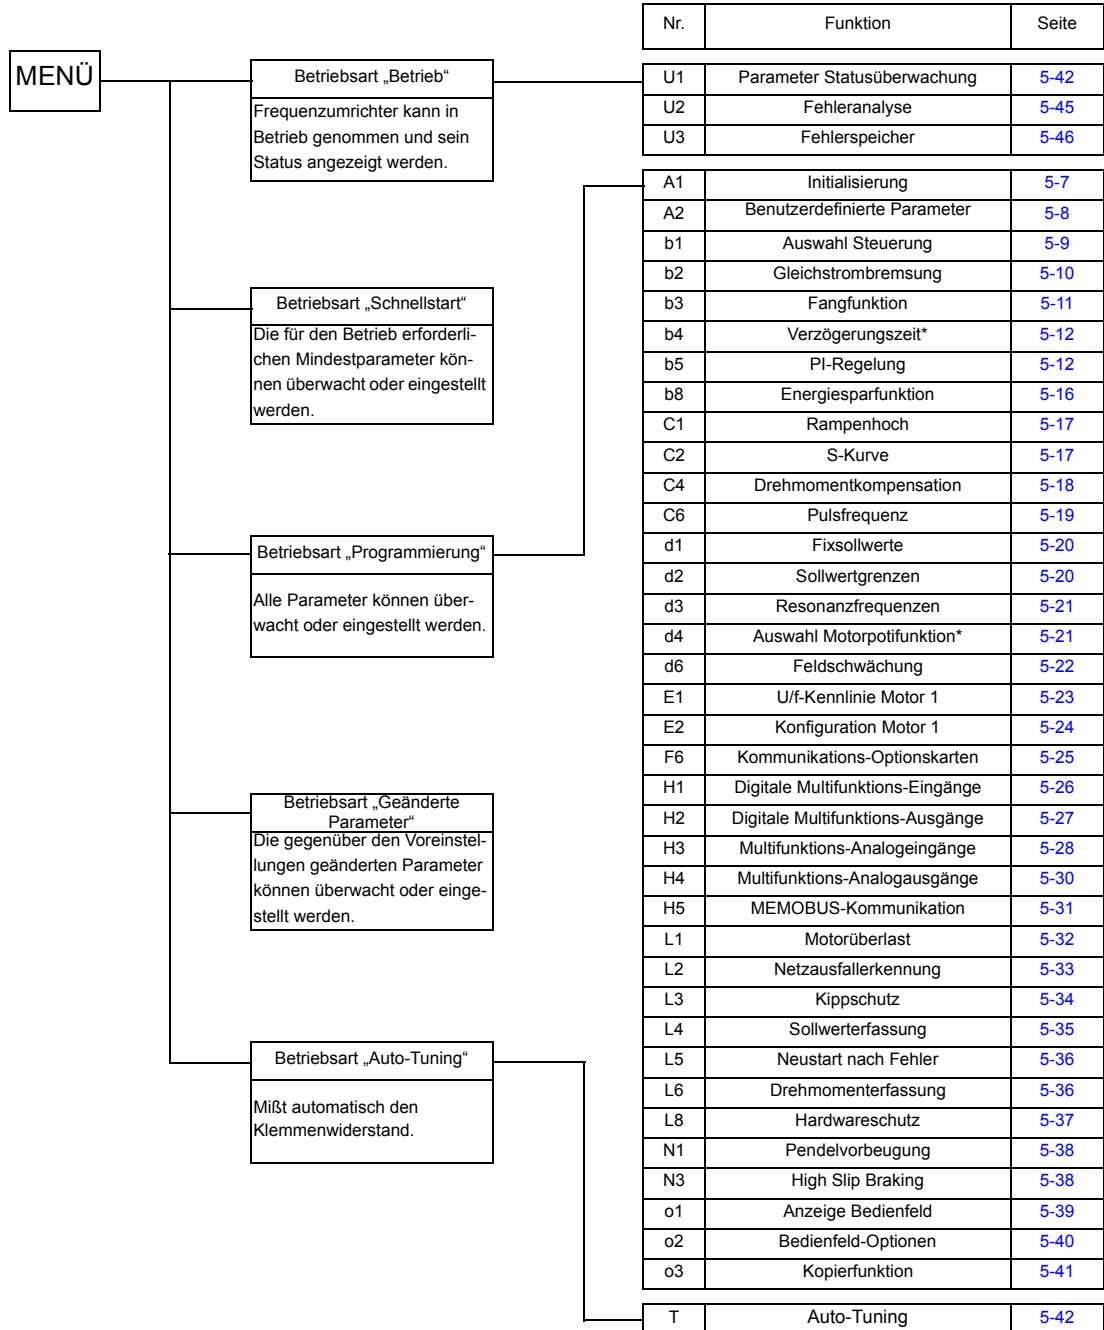 Nr. Funktion Seite
MENÜ
Betriebsart „Betrieb“
Frequenzumrichter kann in
Betrieb genommen und sein
Status angezeigt werden.
U1 Parameter Statusüberwachung 5-42
U2 Fehleranalyse 5-45
U3 Fehlerspeicher 5-46
Betriebsart „Schnellstart“
Die für den Betrieb erforderli-
chen Mindestparameter kön-
nen überwacht oder eingestellt
werden.
Betriebsart „Programmierung“
Alle Parameter können über-
wacht oder eingestellt werden.
A1 Initialisierung 5-7
A2 Benutzerdefinierte Parameter 5-8
b1 Auswahl Steuerung 5-9
b2 Gleichstrombremsung 5-10
b3 Fangfunktion 5-11
b4 Verzögerungszeit* 5-12
b5 PI-Regelung 5-12
b8 Energiesparfunktion 5-16
C1 Rampenhoch 5-17
C2 S-Kurve 5-17
C4 Drehmomentkompensation 5-18
C6 Pulsfrequenz 5-19
d1 Fixsollwerte 5-20
d2 Sollwertgrenzen 5-20
d3 Resonanzfrequenzen 5-21
d4 Auswahl Motorpotifunktion* 5-21
d6 Feldschwächung 5-22
E1 U/f-Kennlinie Motor 1 5-23
E2 Konfiguration Motor 1 5-24
F6 Kommunikations-Optionskarten 5-25
H1 Digitale Multifunktions-Eingänge 5-26
H2 Digitale Multifunktions-Ausgänge 5-27
H3 Multifunktions-Analogeingänge 5-28
H4 Multifunktions-Analogausgänge 5-30
H5 MEMOBUS-Kommunikation 5-31
L1 Motorüberlast 5-32
L2 Netzausfallerkennung 5-33
L3 Kippschutz 5-34
L4 Sollwerterfassung 5-35
L5 Neustart nach Fehler 5-36
L6 Drehmomenterfassung 5-36
L8 Hardwareschutz 5-37
N1 Pendelvorbeugung 5-38
N3 High Slip Braking 5-38
o1 Anzeige Bedienfeld 5-39
o2 Bedienfeld-Optionen 5-40
o3 Kopierfunktion 5-41
Betriebsart „Geänderte
Parameter“
Die gegenüber den Voreinstel-
lungen geänderten Parameter
können überwacht oder einge-
stellt werden.
Betriebsart „Auto-Tuning“
Mißt automatisch den
Klemmenwiderstand.
T Auto-Tuning 5-42